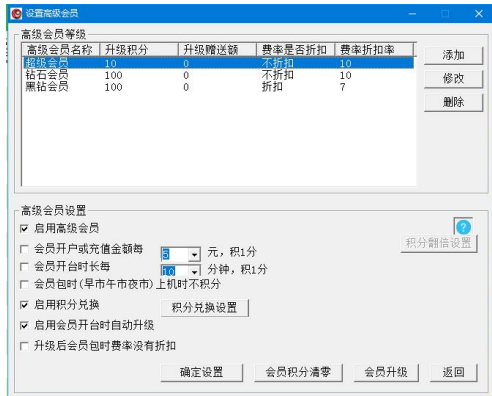 设置高级会员
高级会员等级
高级会员名称 升级积分 升级赠送额 费率是否折扣 费率折扣率
超级会员 10 0 不折扣 10
钻石会员 100 0 不折扣 10
黑钻会员 100 0 折扣 7
添加
修改
删除
高级会员设置
启用高级会员
会员开户或充值金额每 5 元，积1分
积分翻倍设置
会员开台时长每 10 分钟，积1分
会员包时(早市午市夜市)上机时不积分
启用积分兑换 积分兑换设置
启用会员开台时自动升级
升级后会员包时费率没有折扣
确定设置 会员积分清零 会员升级 返回